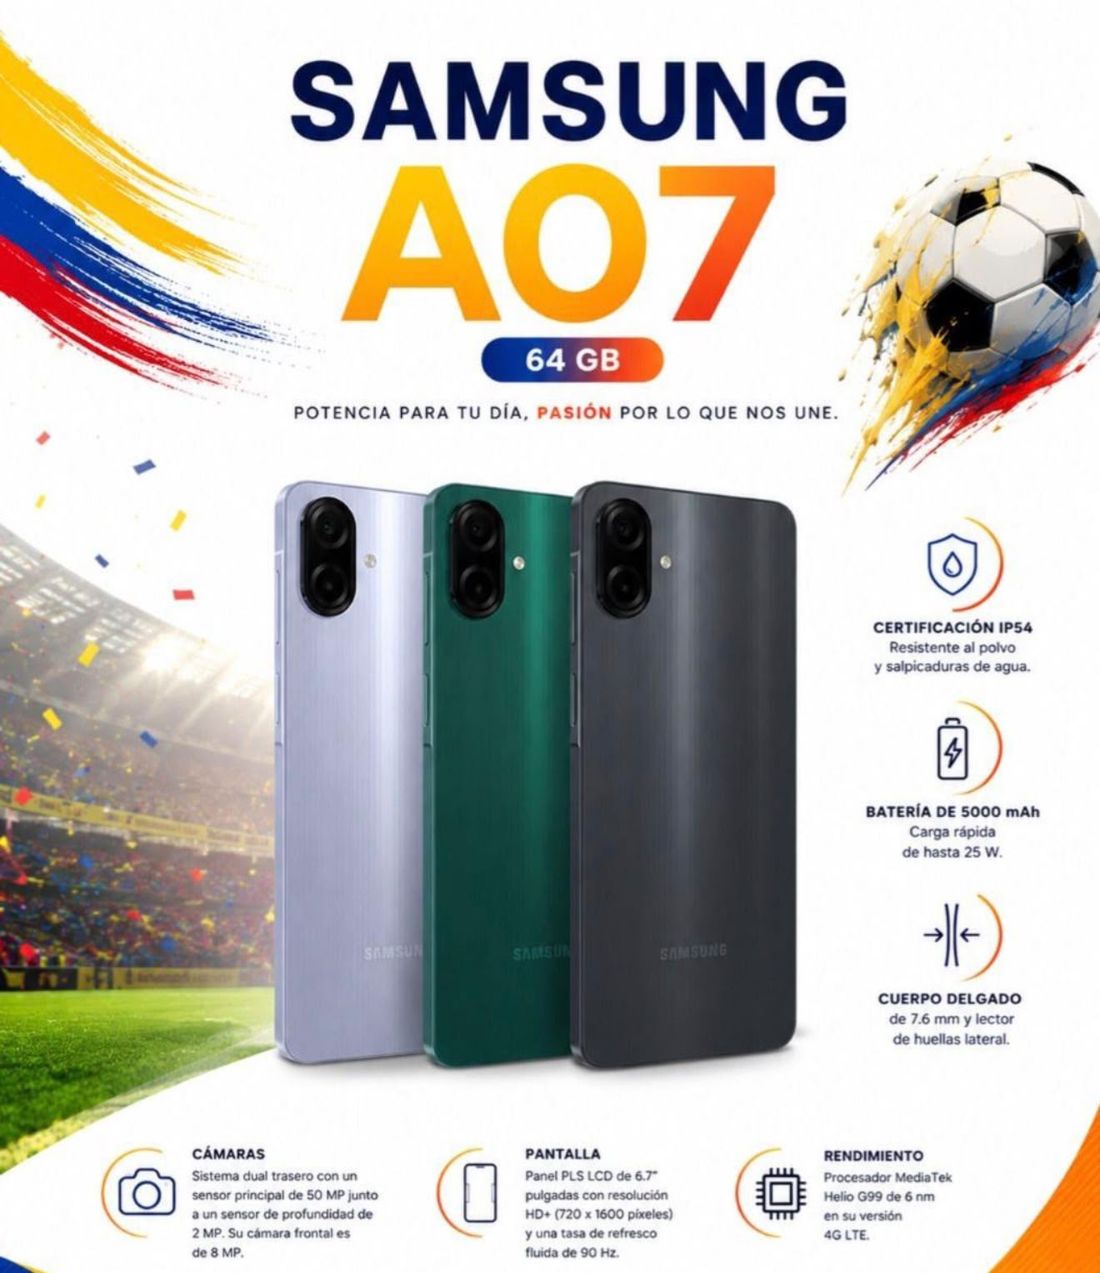 SAMSUNG
A07
64 GB
POTENCIA PARA TU DÍA, PASIÓN POR LO QUE NOS UNE.
SAMSUN
SAMSUN
SAMSUNG
CERTIFICACIÓN IP54
Resistente al polvo
y salpicaduras de agua.
BATERÍA DE 5000 mAh
Carga rápida
de hasta 25 W.
CUERPO DELGADO
de 7.6 mm y lector
de huellas lateral.
CÁMARAS
Sistema dual trasero con un
sensor principal de 50 MP junto
a un sensor de profundidad de
2 MP. Su cámara frontal es
de 8 MP.
PANTALLA
Panel PLS LCD de 6.7"
pulgadas con resolución
HD+ (720 x 1600 píxeles)
y una tasa de refresco
fluida de 90 Hz.
RENDIMIENTO
Procesador MediaTek
Helio G99 de 6 nm
en su versión
4G LTE.